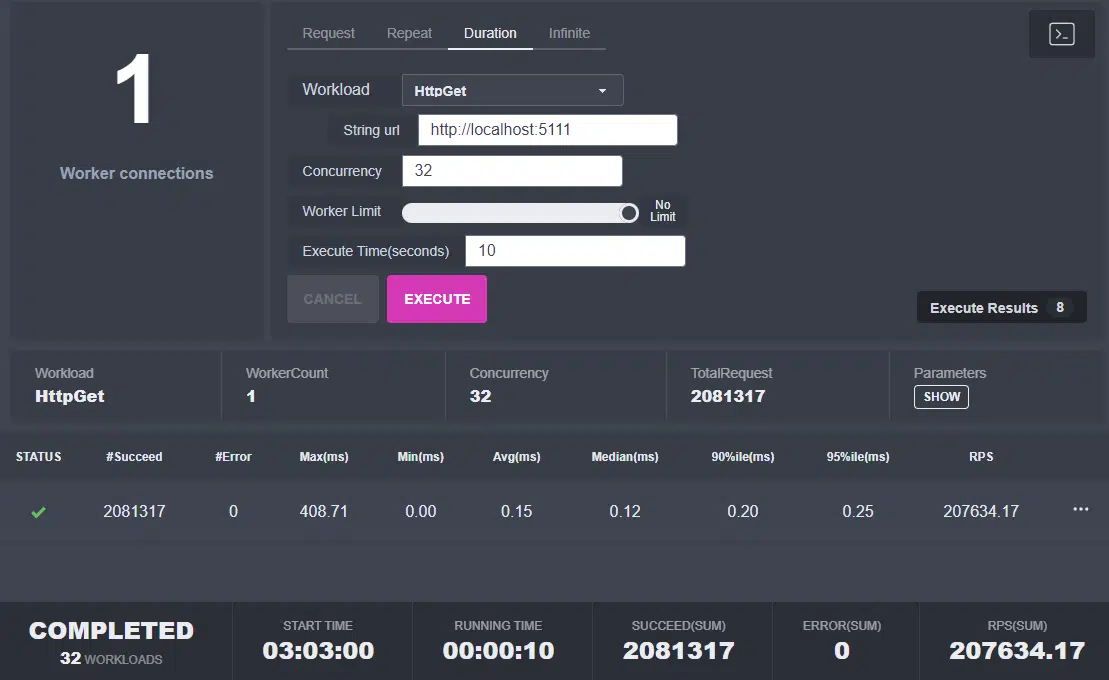 1
Worker connections
Request Repeat Duration Infinite
Workload HttpGet
String url http://localhost:5111
Concurrency 32
Worker Limit No
Limit
Execute Time(seconds) 10
CANCEL EXECUTE
Execute Results 8
Workload WorkerCount Concurrency TotalRequest Parameters
HttpGet 1 32 2081317 SHOW
STATUS #Succeed #Error Max(ms) Min(ms) Avg(ms) Median(ms) 90%ile(ms) 95%ile(ms) RPS
2081317 0 408.71 0.00 0.15 0.12 0.20 0.25 207634.17 ...
COMPLETED START TIME RUNNING TIME SUCCEED(SUM) ERROR(SUM) RPS(SUM)
32 WORKLOADS 03:03:00 00:00:10 2081317 0 207634.17